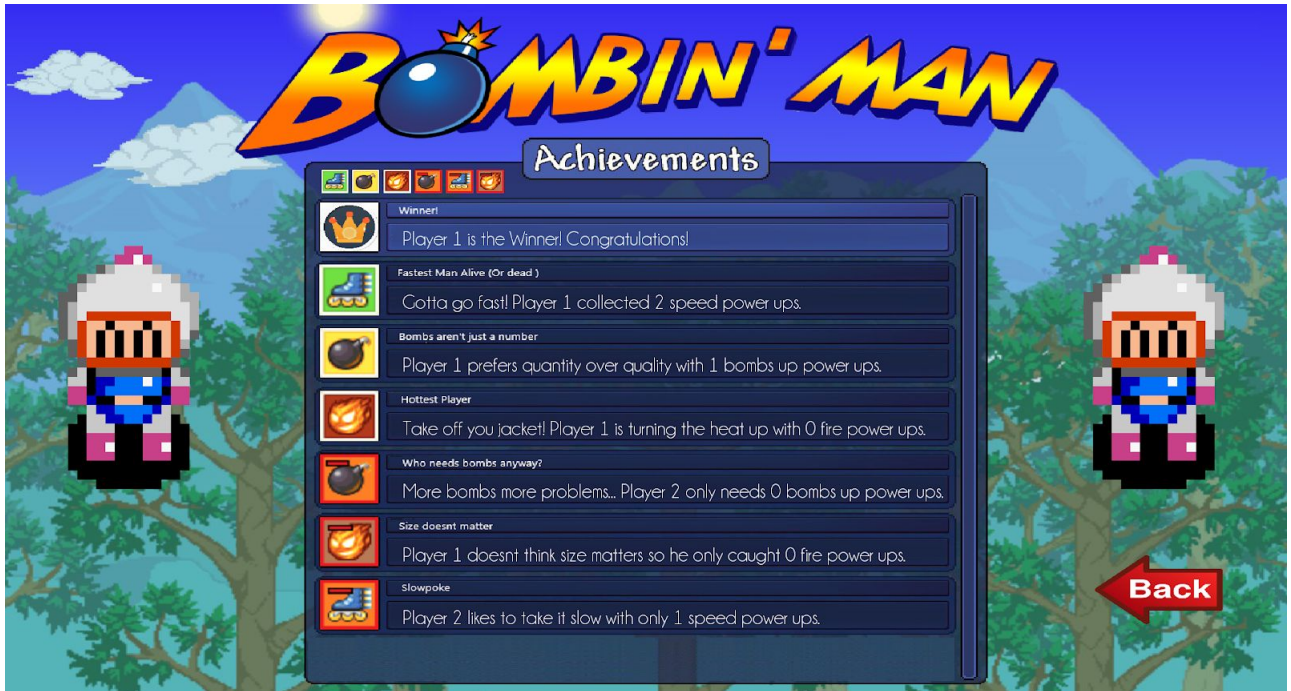 BOMBIN' MAN
Achievements
Winner!
Player 1 is the Winner! Congratulations!
Fastest Man Alive (Or dead )
Gotta go fast! Player 1 collected 2 speed power ups.
Bombs aren't just a number
Player 1 prefers quantity over quality with 1 bombs up power ups.
Hottest Player
Take off you jacket! Player 1 is turning the heat up with 0 fire power ups.
Who needs bombs anyway?
More bombs more problems... Player 2 only needs 0 bombs up power ups.
Size doesnt matter
Player 1 doesnt think size matters so he only caught 0 fire power ups.
Slowpoke
Player 2 likes to take it slow with only 1 speed power ups.
Back